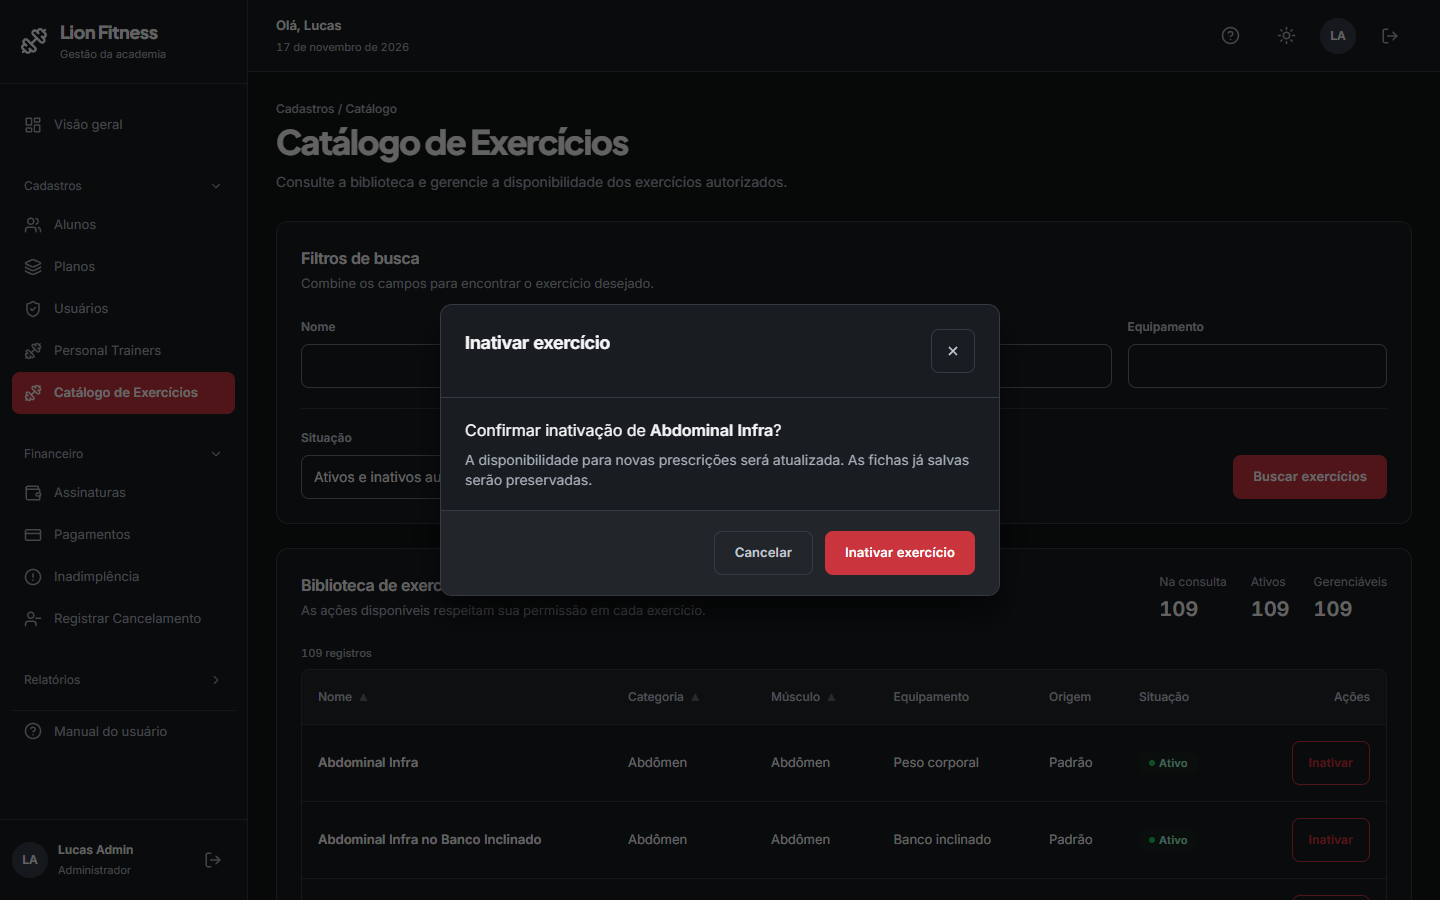 Lion Fitness
Gestão da academia
Olá, Lucas
17 de novembro de 2026
LA
Visão geral
Cadastros
Alunos
Planos
Usuários
Personal Trainers
Catálogo de Exercícios
Financeiro
Assinaturas
Pagamentos
Inadimplência
Registrar Cancelamento
Relatórios
Manual do usuário
LA
Lucas Admin
Administrador
Cadastros / Catálogo
Catálogo de Exercícios
Consulte a biblioteca e gerencie a disponibilidade dos exercícios autorizados.
Filtros de busca
Combine os campos para encontrar o exercício desejado.
Nome
Equipamento
Situação
Ativos e inativos au
Buscar exercícios
Inativar exercício
Confirmar inativação de Abdominal Infra?
A disponibilidade para novas prescrições será atualizada. As fichas já salvas
serão preservadas.
Cancelar
Inativar exercício
Biblioteca de exerc
As ações disponíveis respeitam sua permissão em cada exercício.
Na consulta Ativos Gerenciáveis
109 109 109
109 registros
Nome Categoria Músculo Equipamento Origem Situação Ações
Abdominal Infra Abdômen Abdômen Peso corporal Padrão Ativo Inativar
Abdominal Infra no Banco Inclinado Abdômen Abdômen Banco inclinado Padrão Ativo Inativar